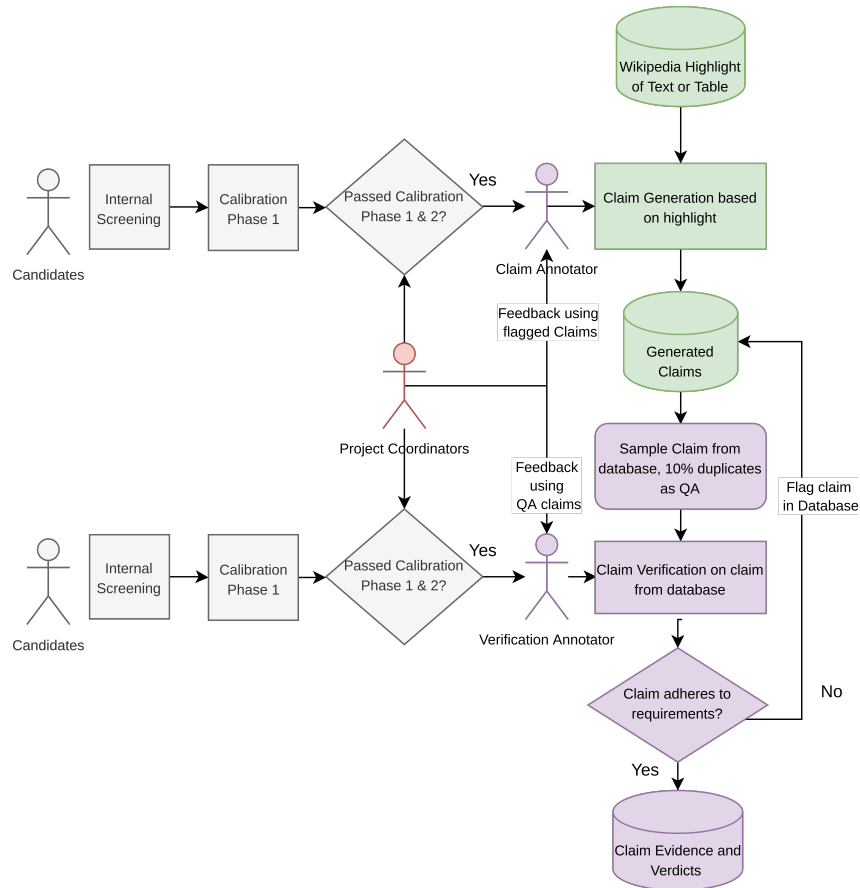 Wikipedia Highlight
of Text or Table
Candidates
Internal
Screening
Calibration
Phase 1
Passed Calibration
Phase 1 & 2?
Yes
Claim Annotator
Claim Generation based
on highlight
Feedback using
flagged Claims
Generated
Claims
Project Coordinators
Sample Claim from
database, 10% duplicates
as QA
Flag claim
in Database
Feedback
using
QA claims
Candidates
Internal
Screening
Calibration
Phase 1
Passed Calibration
Phase 1 & 2?
Yes
Verification Annotator
Claim Verification on claim
from database
Claim adheres to
requirements?
No
Yes
Claim Evidence and
Verdicts